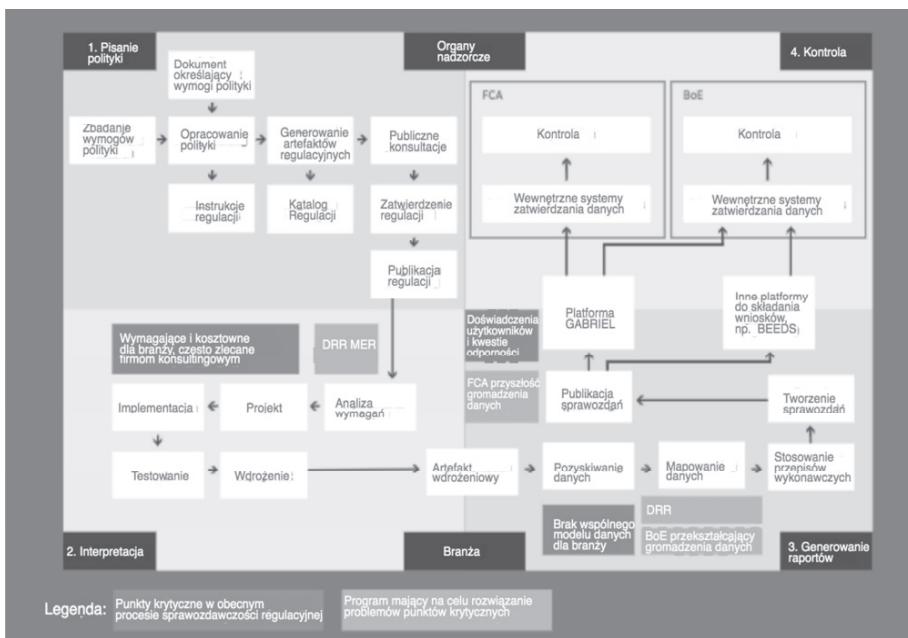 1. Pisanie
polityki
Organy
nadzorcze
4. Kontrola
Dokument
określający
wymogi polityki
Zbadanie
wymogów
polityki
Opracowanie
polityki
Generowanie
artefaktów
regulacyjnych
Publiczne
konsultacje
Instrukcje
regulacji
Katalog
Regulacji
Zatwierdzenie
regulacji
Publikacja
regulacji
FCA
Kontrola
Wewnętrzne systemy
zatwierdzania danych
BoE
Kontrola
Wewnętrzne systemy
zatwierdzania danych
Doświadczenia
użytkowników
i kwestie
odporności
Platforma
GABRIEL
Inne platformy
do składania
wniosków,
np. BEEDS
Wymagające i kosztowne
dla branży, często zlecane
firmom konsultingowym
DRR MER
FCA przyszłość
gromadzenia
danych
Publikacja
sprawozdań
Tworzenie
sprawozdań
Implementacja
Projekt
Analiza
wymagań
Testowanie
Wdrożenie
Artefakt
wdrożeniowy
Pozyskiwanie
danych
Mapowanie
danych
Stosowanie
przepisów
wykonawczych
Brak wspólnego
modelu danych
dla branży
DRR
BoE przekształcający
gromadzenia danych
2. Interpretacja
Branża
3. Generowanie
raportów
Legenda:
Punkty krytyczne w obecnym
procesie sprawozdawczości regulacyjnej
Program mający na celu rozwiązanie
problemów punktów krytycznych